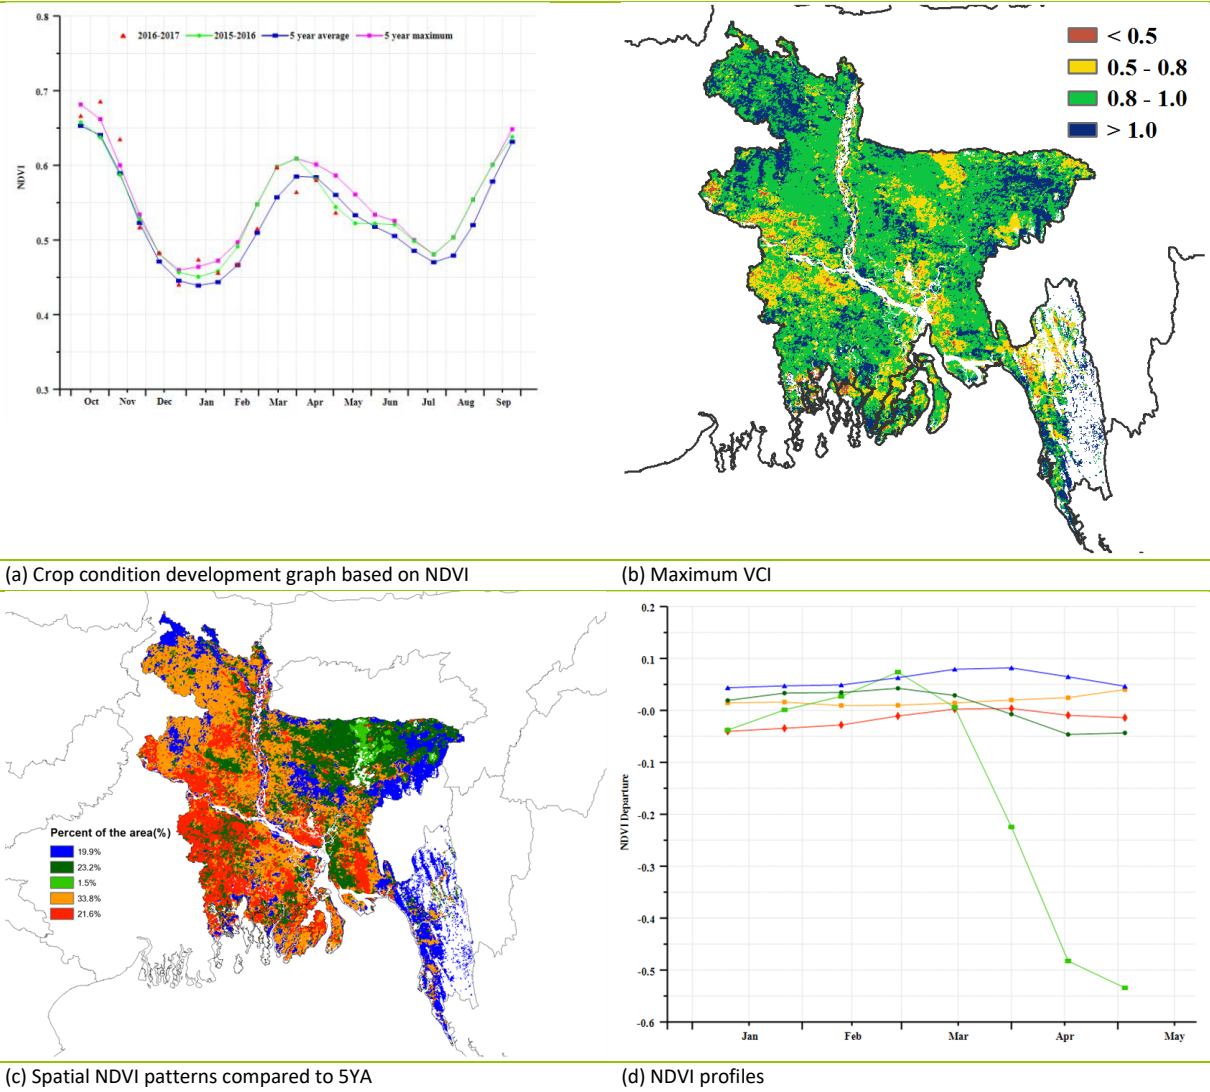 0.8
0.7
0.6
0.5
0.4
0.3
NDVI
2016-2017 2015-2016 5 year average 5 year maximum
Oct Nov Dec Jan Feb Mar Apr May Jun Jul Aug Sep
< 0.5
0.5 - 0.8
0.8 - 1.0
> 1.0
(a) Crop condition development graph based on NDVI
(b) Maximum VCI
Percent of the area(%)
19.9%
23.2%
1.5%
33.8%
21.6%
0.2
0.1
-0.0
-0.1
-0.2
-0.3
-0.4
-0.5
-0.6
NDVI Departure
Jan Feb Mar Apr May
(c) Spatial NDVI patterns compared to 5YA
(d) NDVI profiles